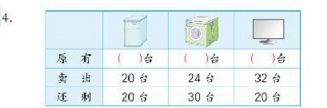 4.
原有 ( )台 ( )台 ( )台
卖出 20台 24台 32台
还剩 20台 30台 20台